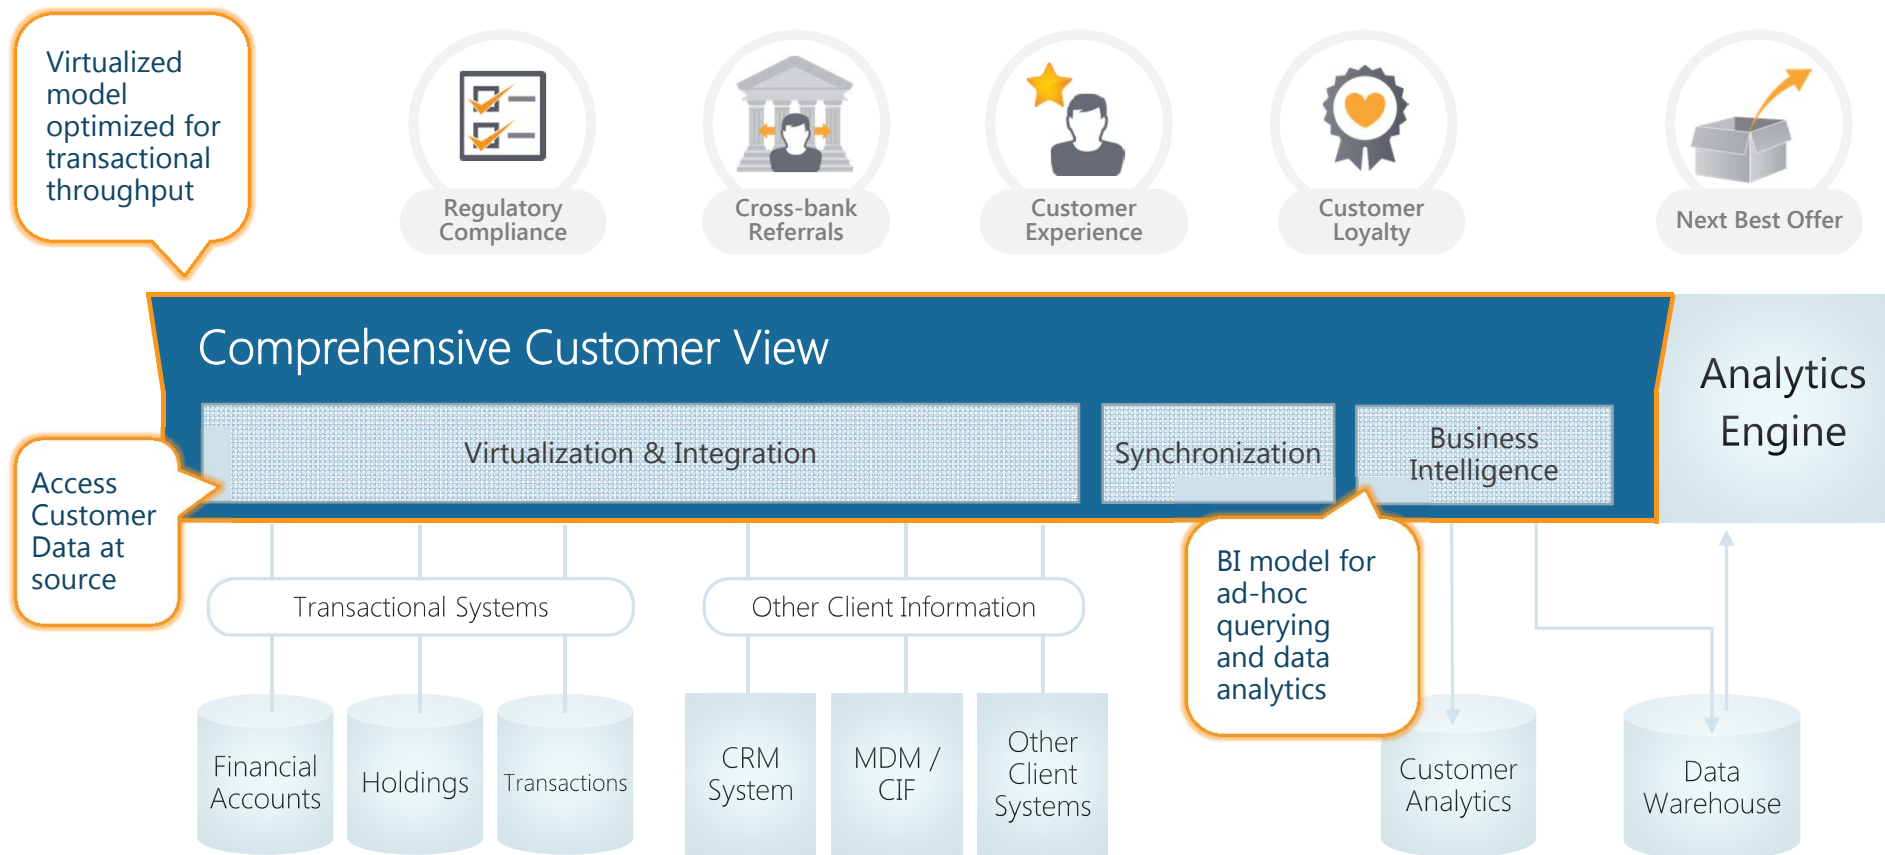 Virtualized
model
optimized for
transactional
throughput
Regulatory
Compliance
Cross-bank
Referrals
Customer
Experience
Customer
Loyalty
Next Best Offer
Comprehensive Customer View
Analytics
Engine
Virtualization & Integration
Synchronization
Business
Intelligence
Access
Customer
Data at
source
BI model for
ad-hoc
querying
and data
analytics
Transactional Systems
Other Client Information
Financial
Accounts
Holdings
Transactions
CRM
System
MDM /
CIF
Other
Client
Systems
Customer
Analytics
Data
Warehouse